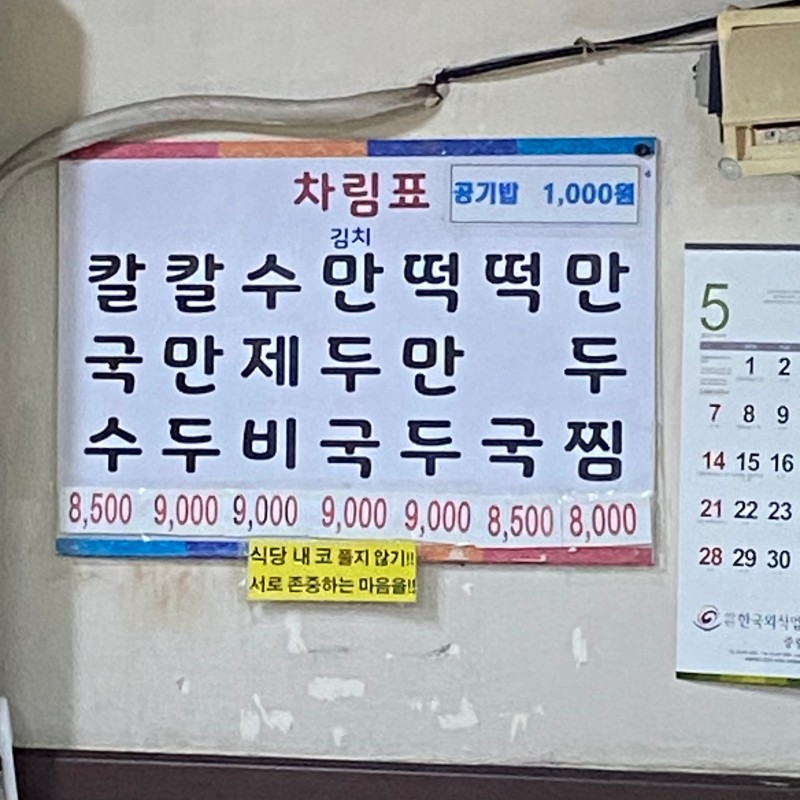 차림표
공기밥 1,000원
칼국수 8,500
칼만두 9,000
수제비 9,000
김치만두국 9,000
떡만두 9,000
떡국 8,500
만두찜 8,000
식당 내 코 풀지 않기!!
서로 존중하는 마음을!!
5
1 2
7 8 9
14 15 16
21 22 23
28 29 30
한국외식업